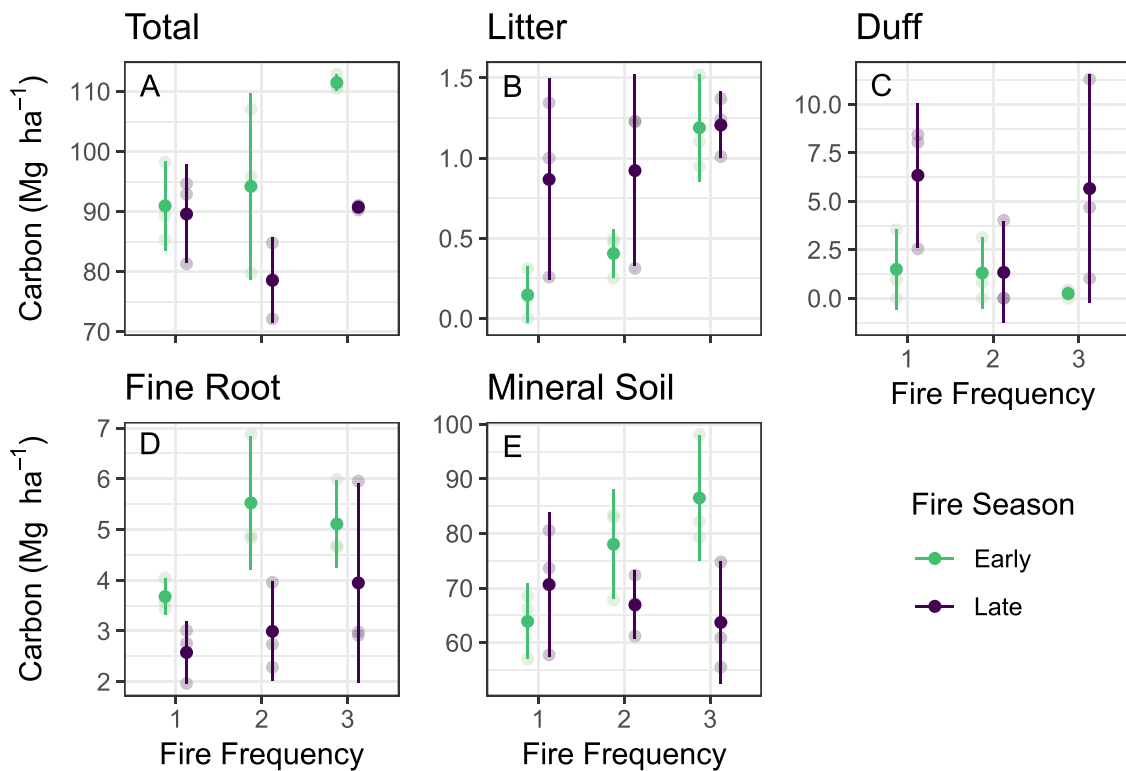 Total
Litter
Duff
Carbon (Mg ha⁻¹)
A
110
100
90
80
70
B
1.5
1.0
0.5
0.0
C
10.0
7.5
5.0
2.5
0.0
1 2 3
Fire Frequency
Fine Root
Mineral Soil
Carbon (Mg ha⁻¹)
D
7
6
5
4
3
2
1 2 3
Fire Frequency
E
100
90
80
70
60
1 2 3
Fire Frequency
Fire Season
Early
Late